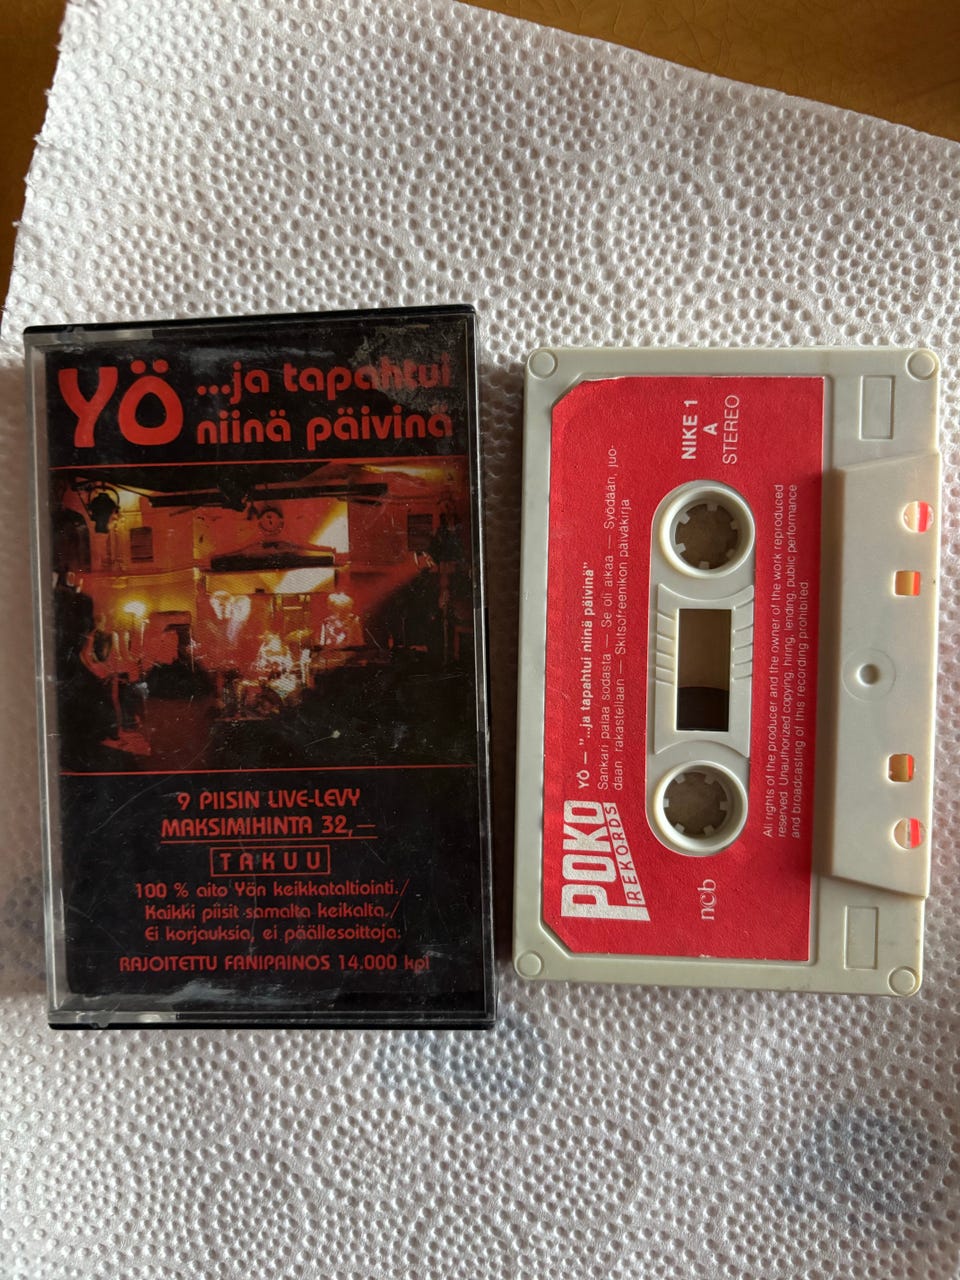 YÖ ...ja tapahtui
niinä päivinä
9 PIISIN LIVE-LEVY
MAKSIMIHINTA 32,—
TAKUU
100 % aito Yön keikkataltiointi./
Kaikki piisit samalta keikalta./
Ei korjauksia, ei päällesoittoja.
RAJOITETTU FANIPAINOS 14.000 kpl
NIKE 1
A
STEREO
YÖ — "...ja tapahtui niinä päivinä"
Sankari palaa sodasta — Se oli aikaa — Syödään, juo-
daan, rakastellaan — Skitsofreenikon päiväkirja
POKO
REKORDS
ncb
All rights of the producer and the owner of the work reproduced
reserved. Unauthorized copying, hiring, lending, public performance
and broadcasting of this recording prohibited.